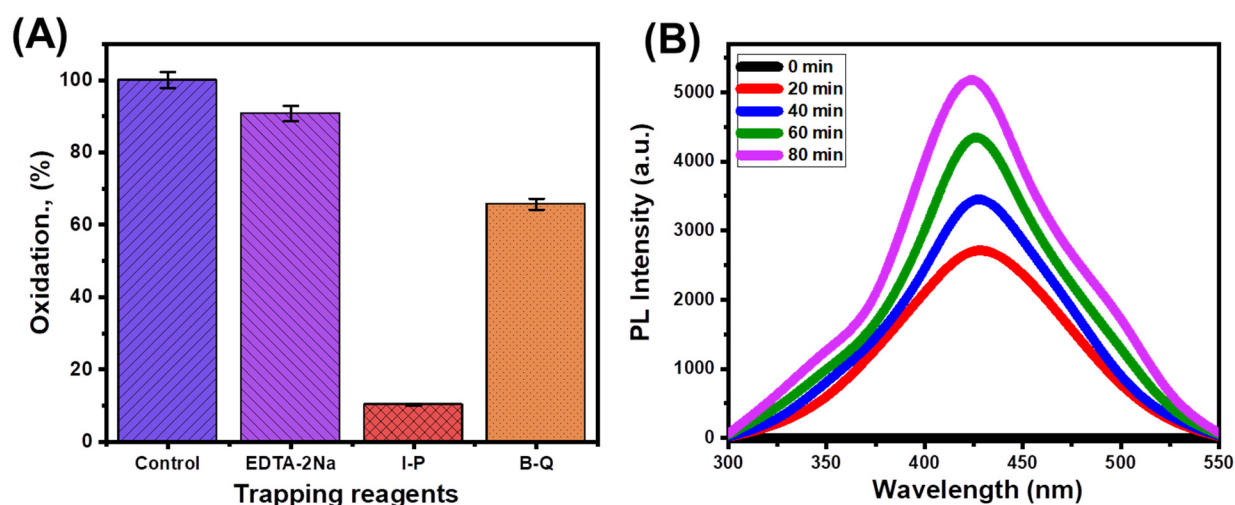 (A)
Oxidation., (%)
100
80
60
40
20
0
Control EDTA-2Na I-P B-Q
Trapping reagents
(B)
PL Intensity (a.u.)
0 min
20 min
40 min
60 min
80 min
5000
4000
3000
2000
1000
0
300 350 400 450 500 550
Wavelength (nm)